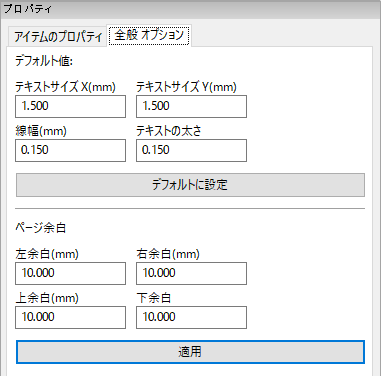 プロパティ
アイテムのプロパティ 全般 オプション
デフォルト値:
テキストサイズ X(mm) テキストサイズ Y(mm)
1.500 1.500
線幅(mm) テキストの太さ
0.150 0.150
デフォルトに設定
ページ余白
左余白(mm) 右余白(mm)
10.000 10.000
上余白(mm) 下余白
10.000 10.000
適用